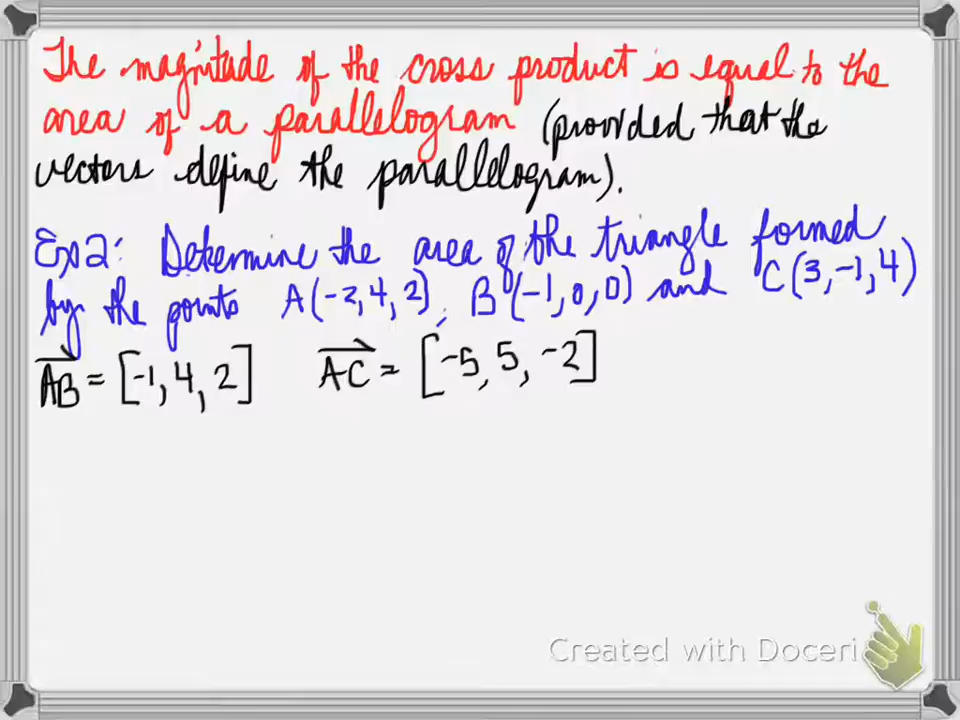 The magnitude of the cross product is equal to the
area of a parallelogram (provided that the
vectors define the parallelogram).
Ex 2: Determine the area of the triangle formed
by the points A(-2,4,2), B(-1,0,0) and C(3,-1,4)
AB = [-1, 4, 2] AC = [-5, 5, -2]
Created with Doceri